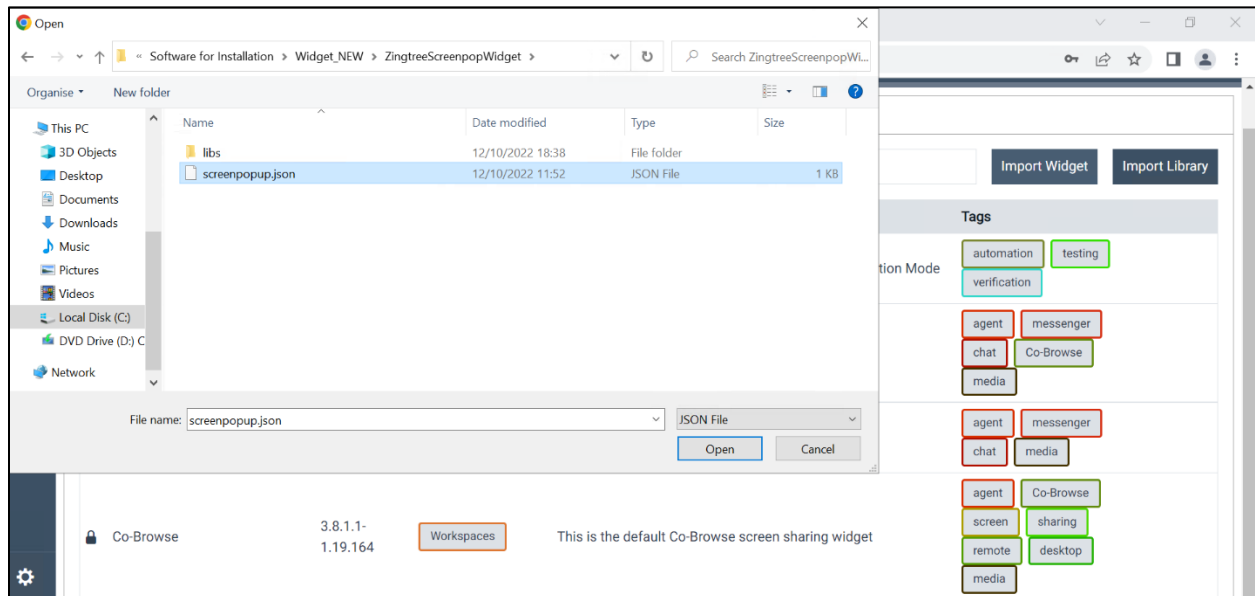 Open
« Software for Installation > Widget_NEW > ZingtreeScreenpopWidget >
Search ZingtreeScreenpopWi...
Organise
New folder
Name Date modified Type Size
This PC
3D Objects
Desktop
Documents
Downloads
Music
Pictures
Videos
Local Disk (C:)
DVD Drive (D:) C
Network
libs 12/10/2022 18:38 File folder
screenpopup.json 12/10/2022 11:52 JSON File 1 KB
File name: screenpopup.json JSON File
Open Cancel
Import Widget Import Library
Tags
tion Mode
automation testing
verification
agent messenger
chat Co-Browse
media
agent messenger
chat media
Co-Browse
3.8.1.1-
1.19.164
Workspaces
This is the default Co-Browse screen sharing widget
agent Co-Browse
screen sharing
remote desktop
media